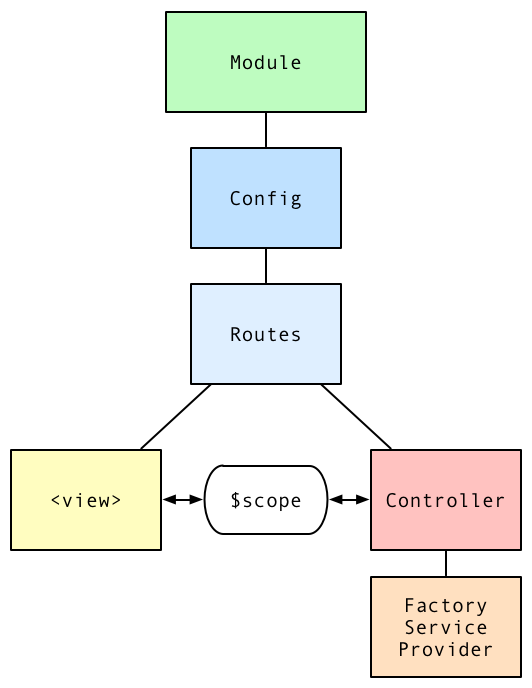 Module
Config
Routes
<view>
$scope
Controller
Factory
Service
Provider